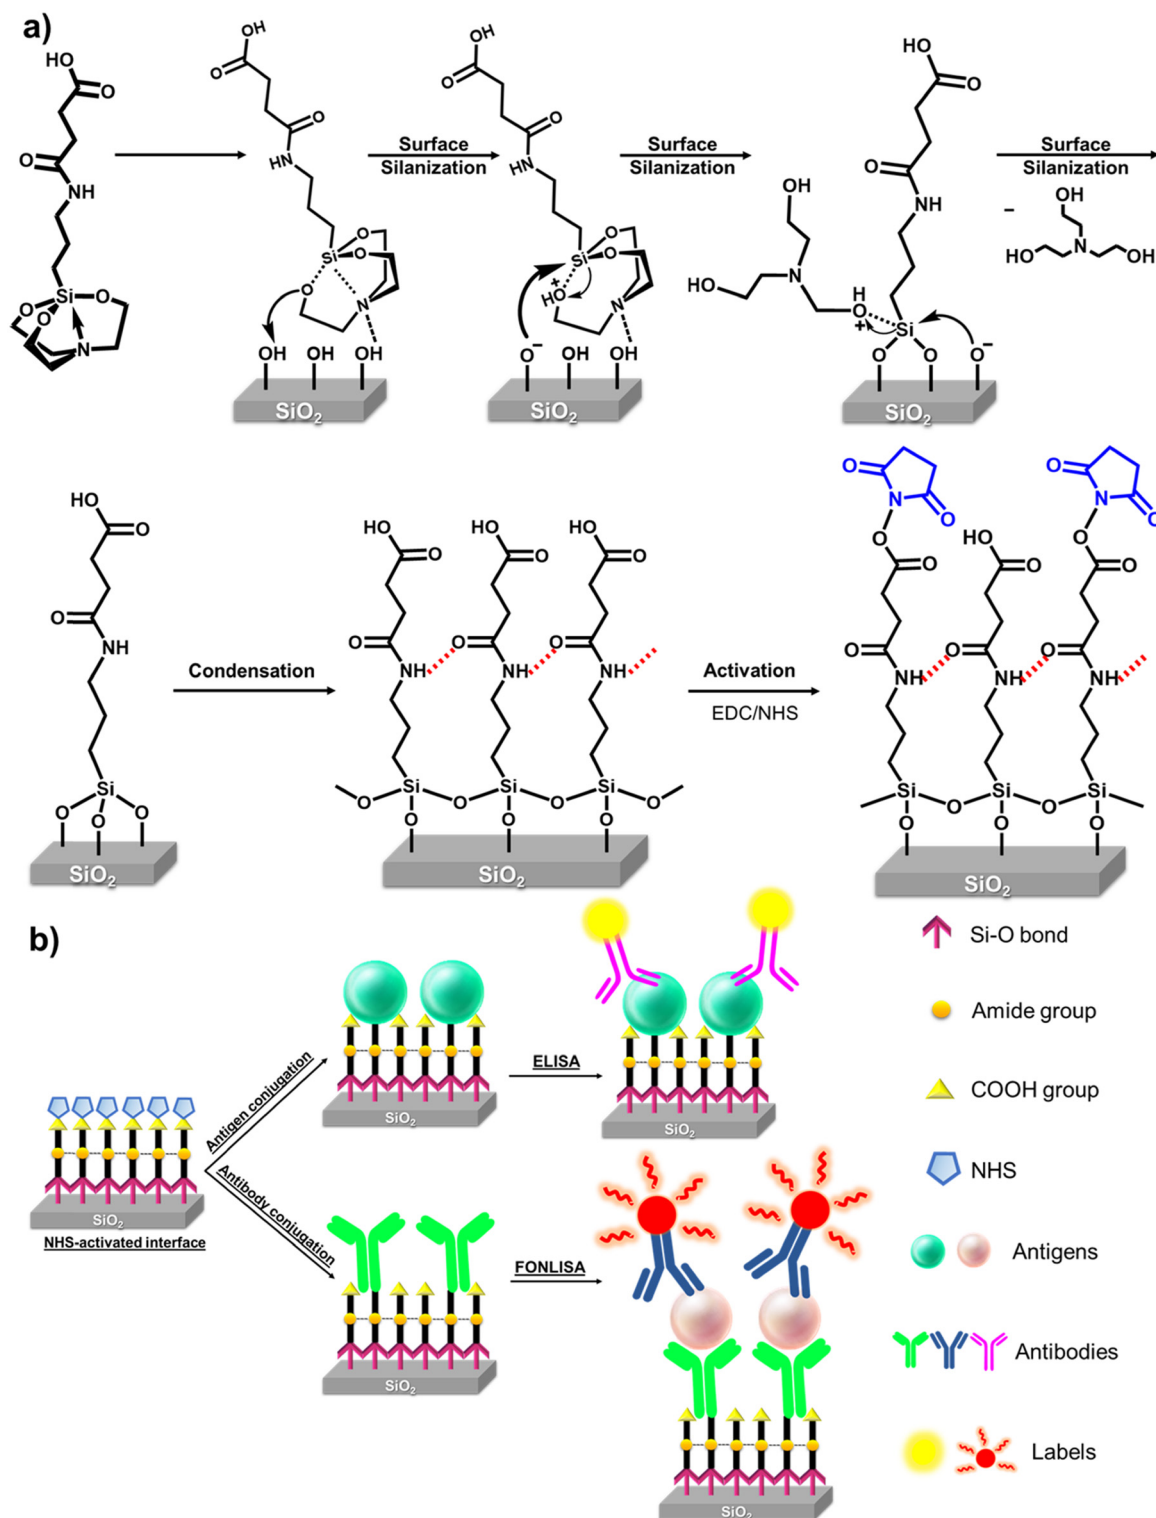 a)
HO
O
O
NH
Si
O
O
O
N
OH
O
O
HN
Si
O
O
O
N
OH
OH
OH
SiO2
Surface
Silanization
OH
O
O
HN
Si
O
O
+
HO
N
O−
OH
OH
SiO2
Surface
Silanization
HO
O
O
NH
OH
N
HO
H
O
+
Si
O
O
O−
SiO2
Surface
Silanization
−
OH
N
HO
OH
HO
O
O
NH
Si
O
O
O
SiO2
Condensation
HO
O
HO
O
HO
O
O
O
O
NH
NH
NH
Si
Si
Si
O
O
O
O
O
O
O
SiO2
Activation
EDC/NHS
O
N
O
O
O
O
N
O
O
O
HO
O
O
O
O
NH
NH
NH
Si
Si
Si
O
O
O
O
O
SiO2
b)
SiO2
NHS-activated interface
Antigen conjugation
Antibody conjugation
SiO2
ELISA
SiO2
SiO2
FONLISA
SiO2
Si-O bond
Amide group
COOH group
NHS
Antigens
Antibodies
Labels